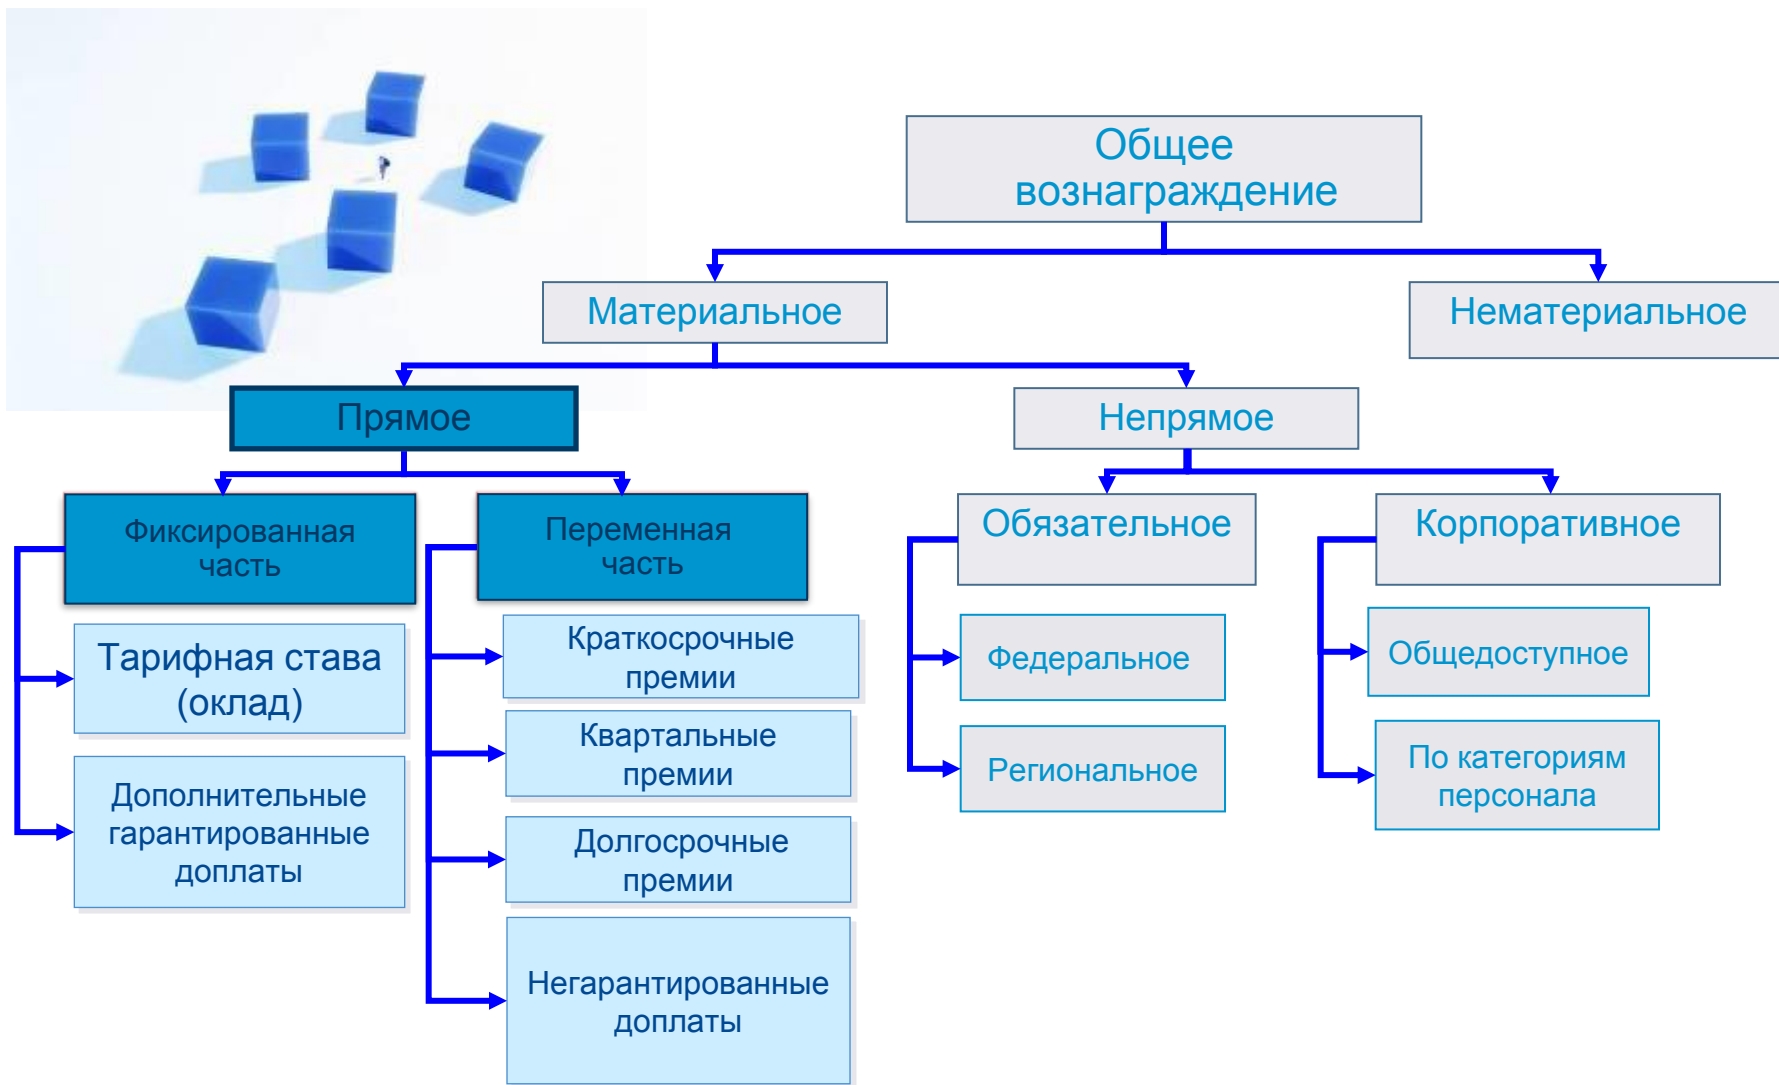 Общее
вознаграждение
Материальное
Нематериальное
Прямое
Непрямое
Фиксированная
часть
Переменная
часть
Обязательное
Корпоративное
Тарифная става
(оклад)
Дополнительные
гарантированные
доплаты
Краткосрочные
премии
Квартальные
премии
Долгосрочные
премии
Негарантированные
доплаты
Федеральное
Региональное
Общедоступное
По категориям
персонала